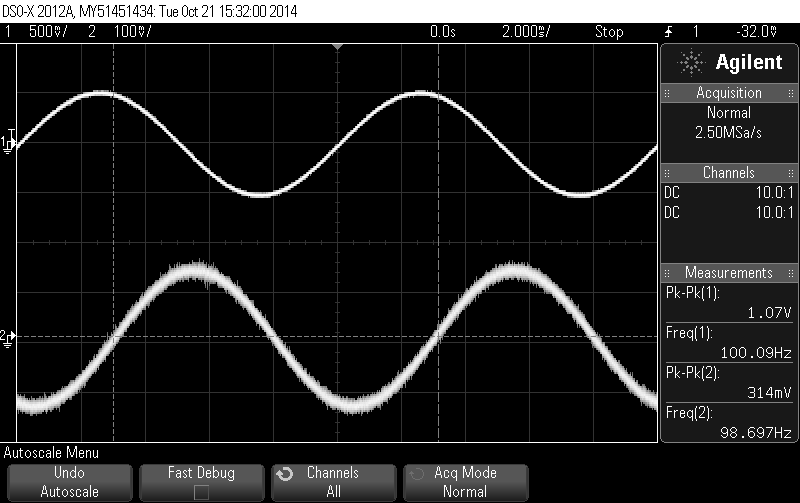 DSO-X 2012A, MY51451434: Tue Oct 21 15:32:00 2014
1 500mV/ 2 100mV/ 0.0s 2.000ms/ Stop 1 -32.0mV
Agilent
Acquisition
Normal
2.50MSa/s
Channels
DC 10.0:1
DC 10.0:1
Measurements
Pk-Pk(1):
1.07V
Freq(1):
100.09Hz
Pk-Pk(2):
314mV
Freq(2):
98.697Hz
T
1
2
Autoscale Menu
Undo Autoscale
Fast Debug
Channels All
Acq Mode Normal